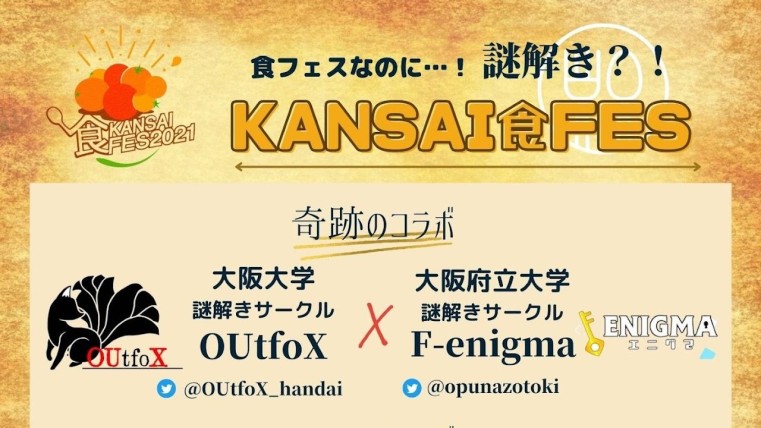 食フェスなのに…！ 謎解き？！
食 KANSAI
FES2021
KANSAI食FES
奇跡のコラボ
大阪大学
謎解きサークル
OUtfoX
@OUtfoX_handai
X
大阪府立大学
謎解きサークル
F-enigma
@opunazotoki
OUtfoX
ENIGMA
エニグマ